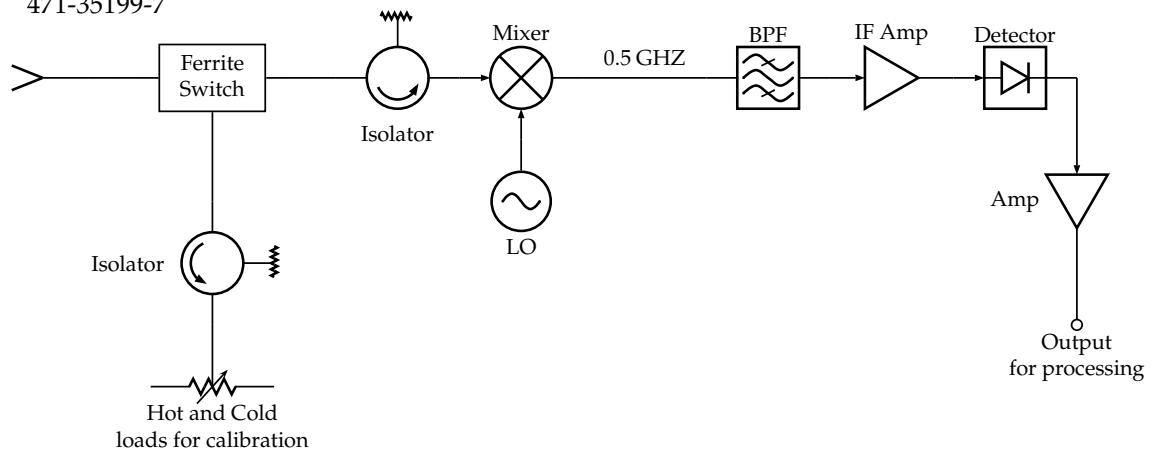 471-35199-7
Ferrite
Switch
Isolator
Mixer
0.5 GHZ
BPF
IF Amp
Detector
LO
Amp
Isolator
Output
for processing
Hot and Cold
loads for calibration